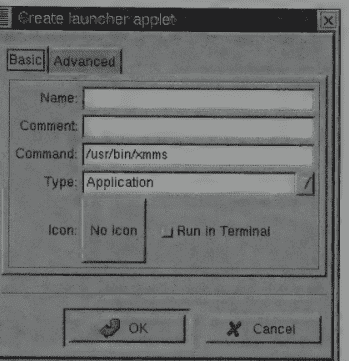 Create launcher applet
Basic Advanced
Name:
Comment:
Command: /usr/bin/xmms
Type: Application
Icon: No icon Run in Terminal
OK Cancel